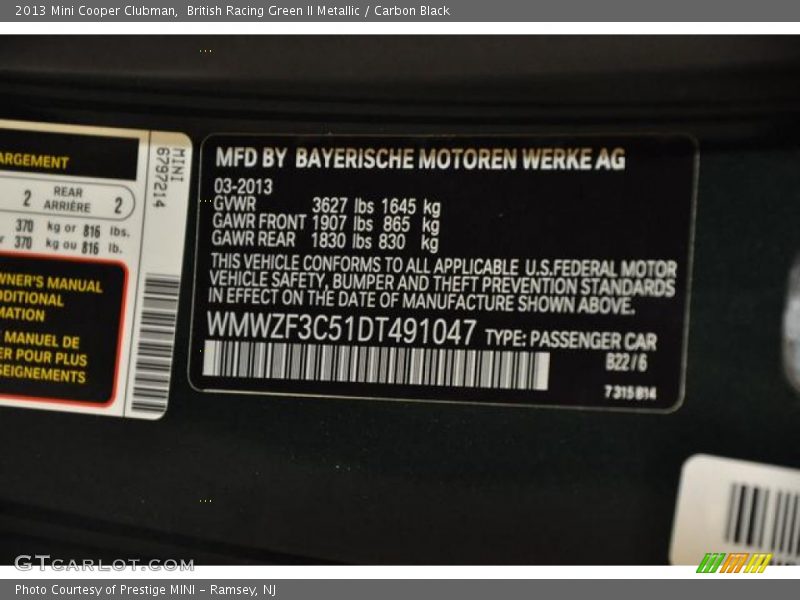 2013 Mini Cooper Clubman, British Racing Green II Metallic / Carbon Black
ARGEMENT
2 REAR ARRIÈRE 2
370 kg or 816 lbs.
370 kg ou 816 lb.
WNER'S MANUAL
DDITIONAL
MATION
MANUEL DE
ER POUR PLUS
SEIGNEMENTS
MINI
6797214
MFD BY BAYERISCHE MOTOREN WERKE AG
03-2013
GVWR 3627 lbs 1645 kg
GAWR FRONT 1907 lbs 865 kg
GAWR REAR 1830 lbs 830 kg
THIS VEHICLE CONFORMS TO ALL APPLICABLE U.S.FEDERAL MOTOR
VEHICLE SAFETY, BUMPER AND THEFT PREVENTION STANDARDS
IN EFFECT ON THE DATE OF MANUFACTURE SHOWN ABOVE.
WMWZF3C51DT491047 TYPE: PASSENGER CAR
B22/6
7315814
GTCARLOT.COM
Photo Courtesy of Prestige MINI - Ramsey, NJ